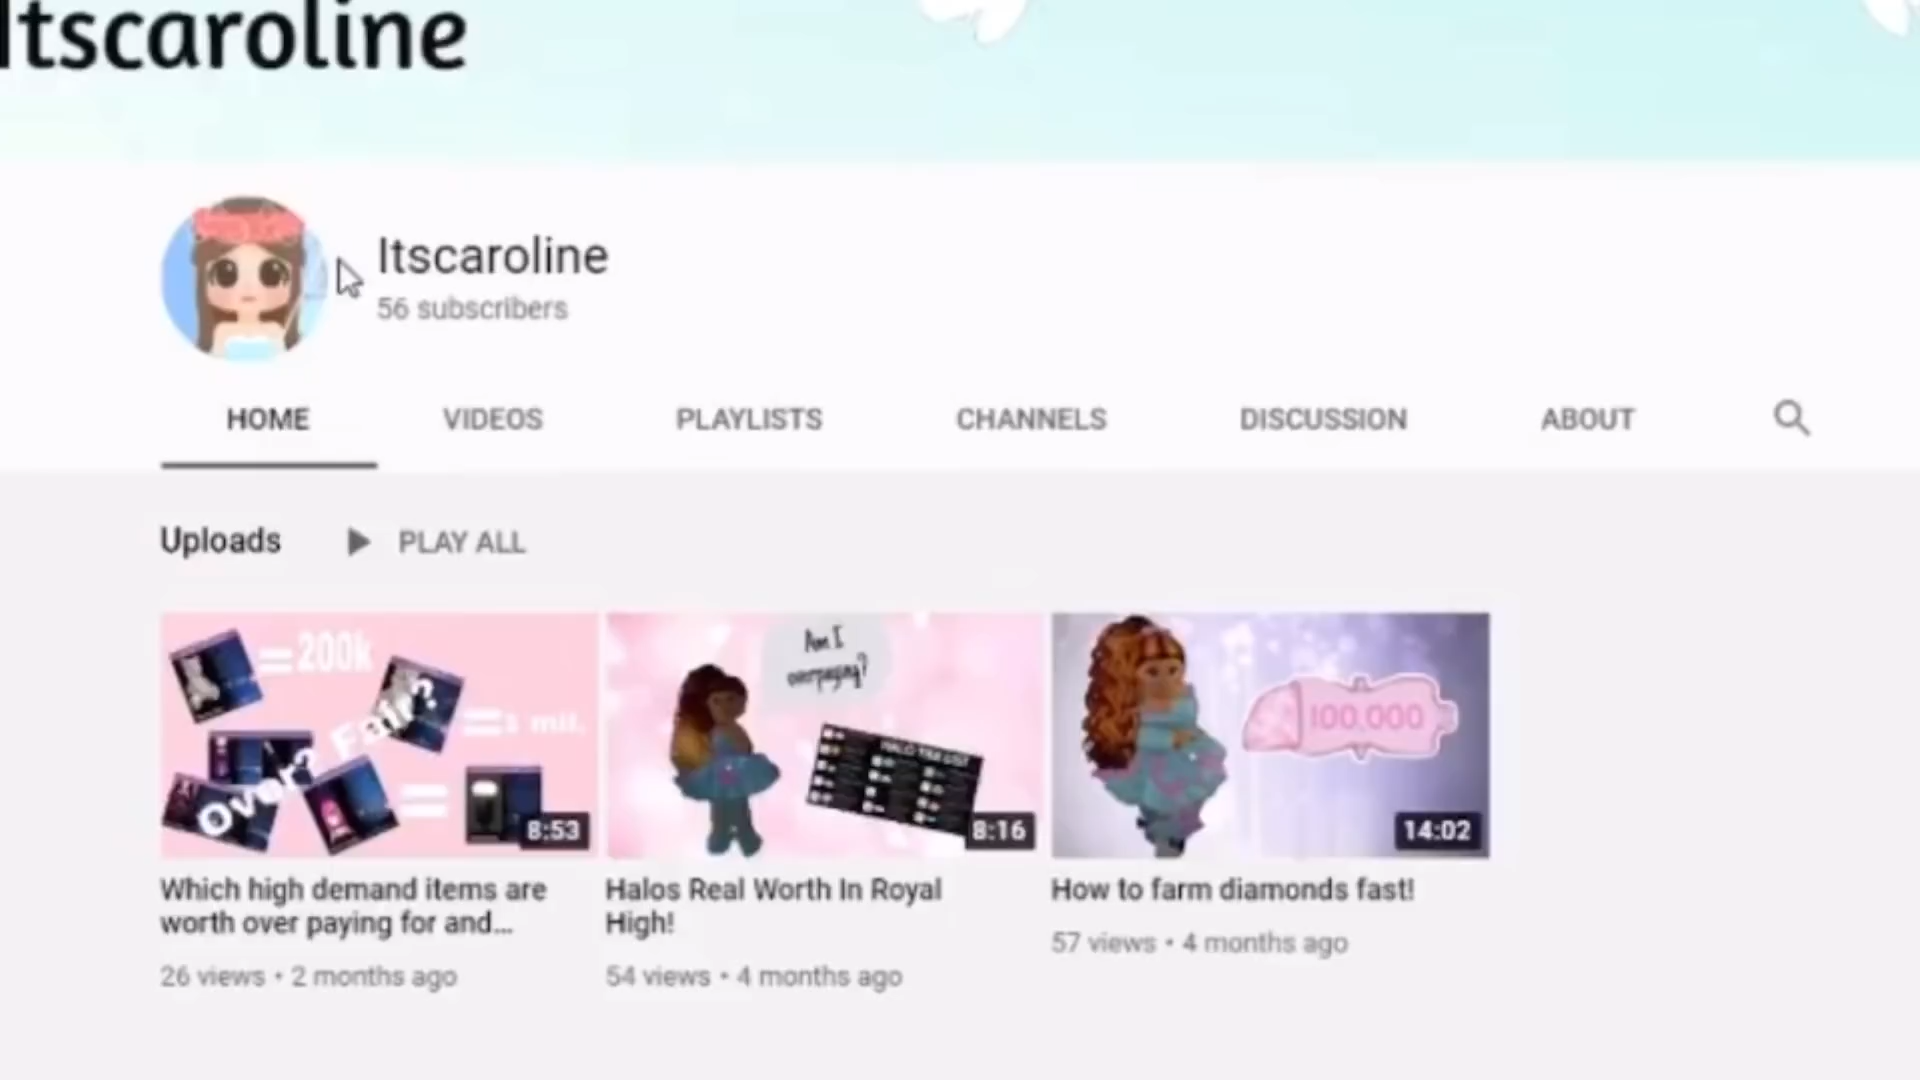 Itscaroline
Itscaroline
56 subscribers
HOME
VIDEOS
PLAYLISTS
CHANNELS
DISCUSSION
ABOUT
Uploads
PLAY ALL
=200k
Over? Fair?
=
=
8:53
Am I
overpaying?
HALO TIER LIST
8:16
100.000
14:02
Which high demand items are
worth over paying for and...
26 views • 2 months ago
Halos Real Worth In Royal
High!
54 views • 4 months ago
How to farm diamonds fast!
57 views • 4 months ago